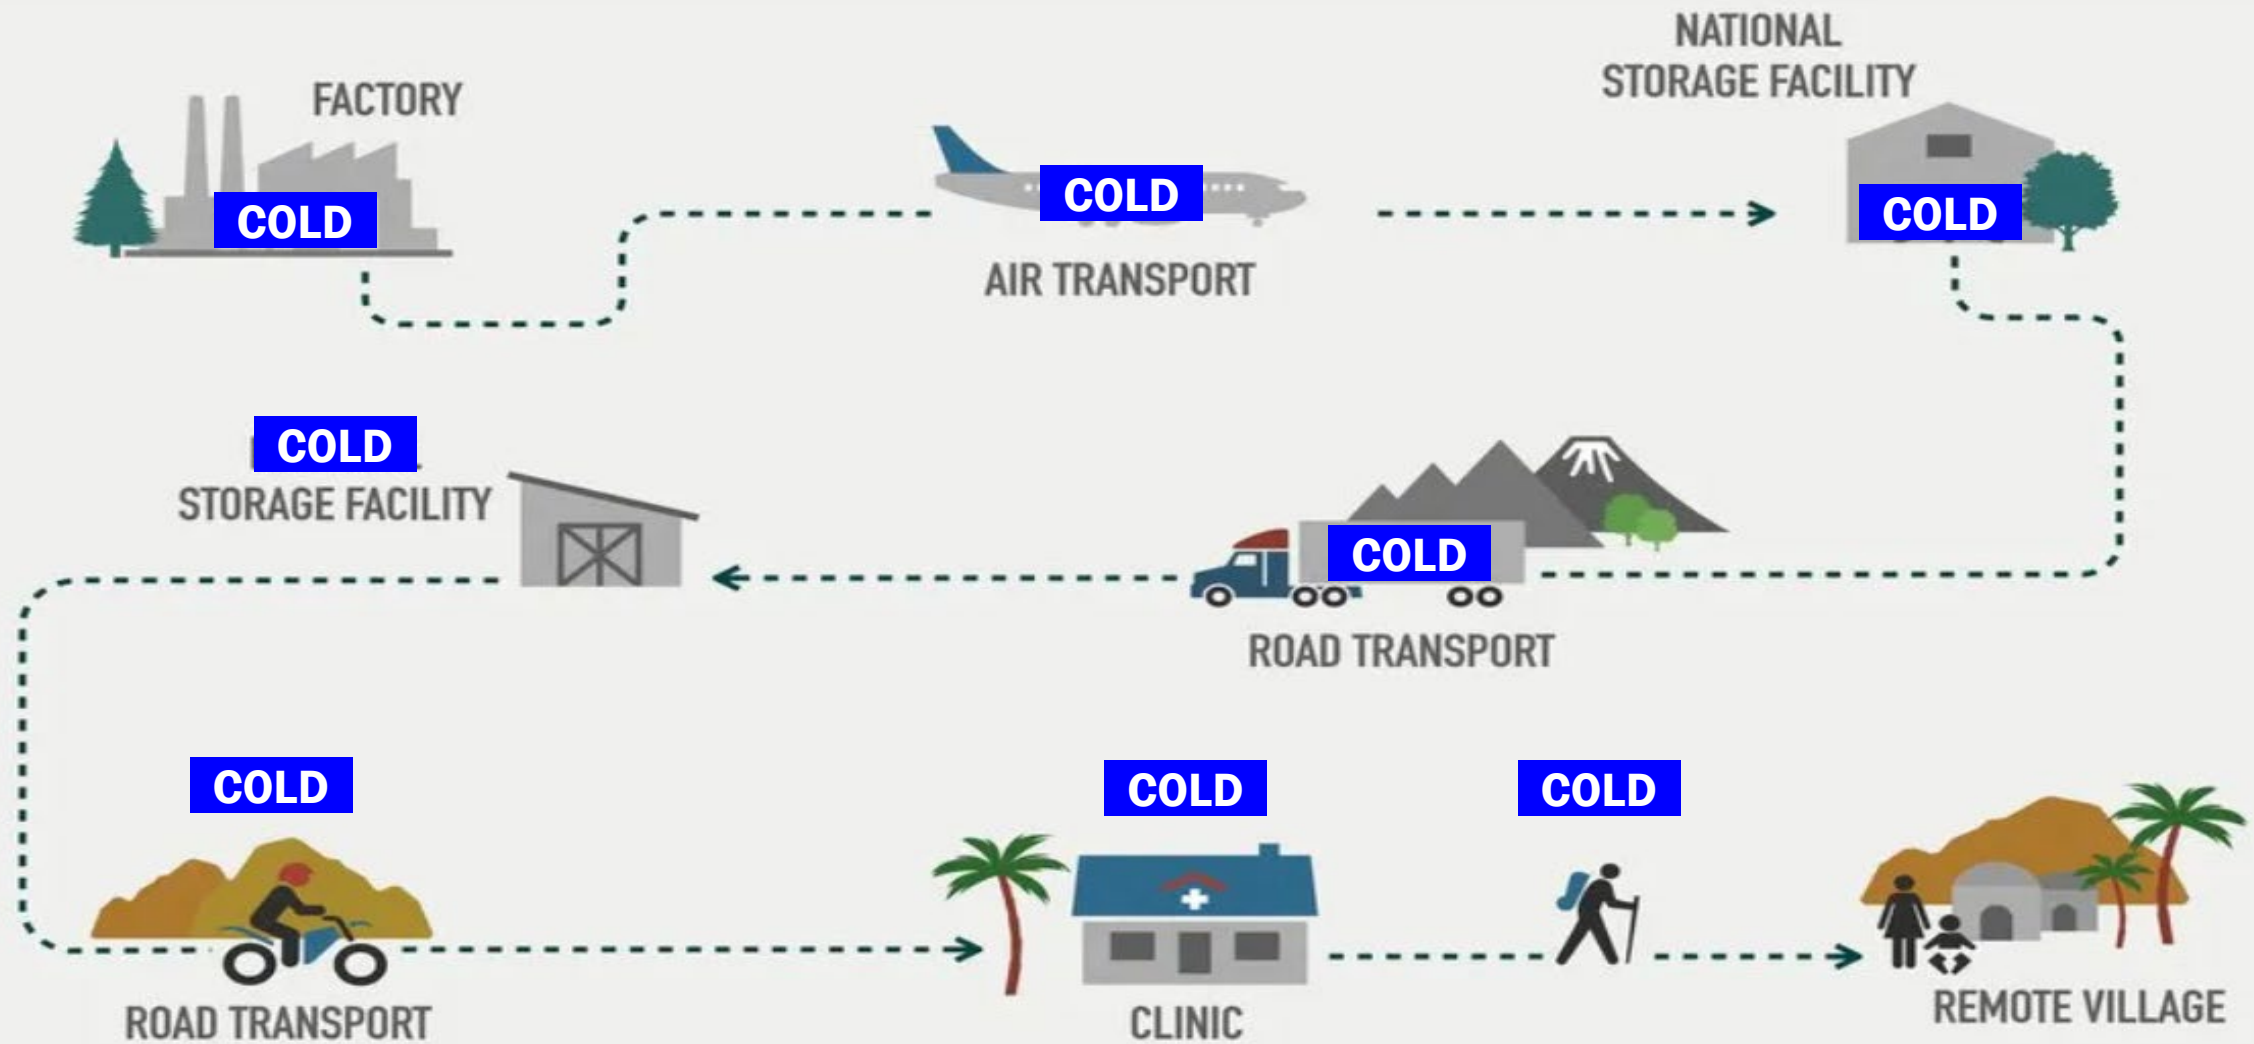 NATIONAL
STORAGE FACILITY
FACTORY
COLD
COLD
COLD
AIR TRANSPORT
COLD
STORAGE FACILITY
COLD
ROAD TRANSPORT
COLD
COLD
COLD
ROAD TRANSPORT
CLINIC
REMOTE VILLAGE